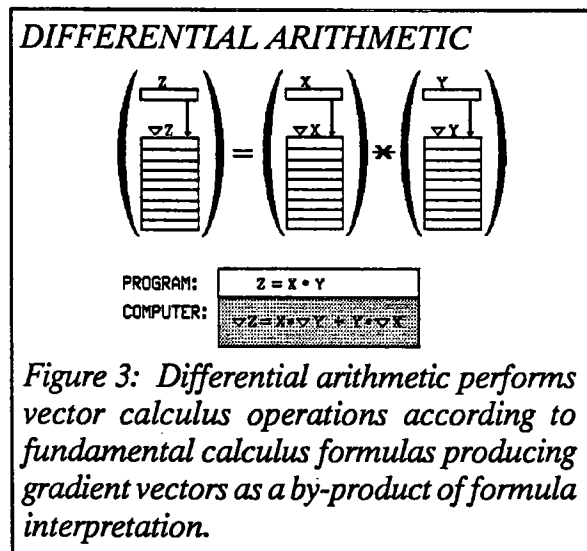 DIFFERENTIAL ARITHMETIC
Z X Y
▽Z = ▽X * ▽Y
PROGRAM: Z = X • Y
COMPUTER: ▽Z = X•▽Y + Y•▽X
Figure 3: Differential arithmetic performs
vector calculus operations according to
fundamental calculus formulas producing
gradient vectors as a by-product of formula
interpretation.